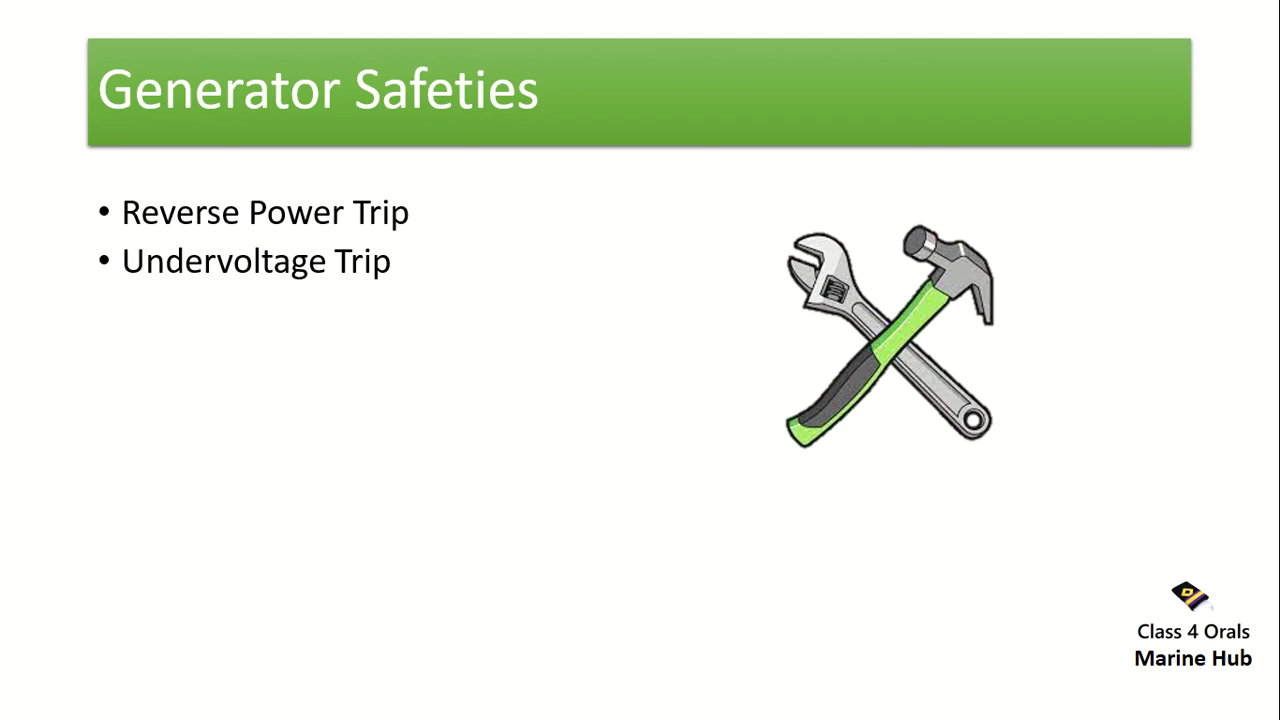 Generator Safeties
• Reverse Power Trip
• Undervoltage Trip
Class 4 Orals
Marine Hub